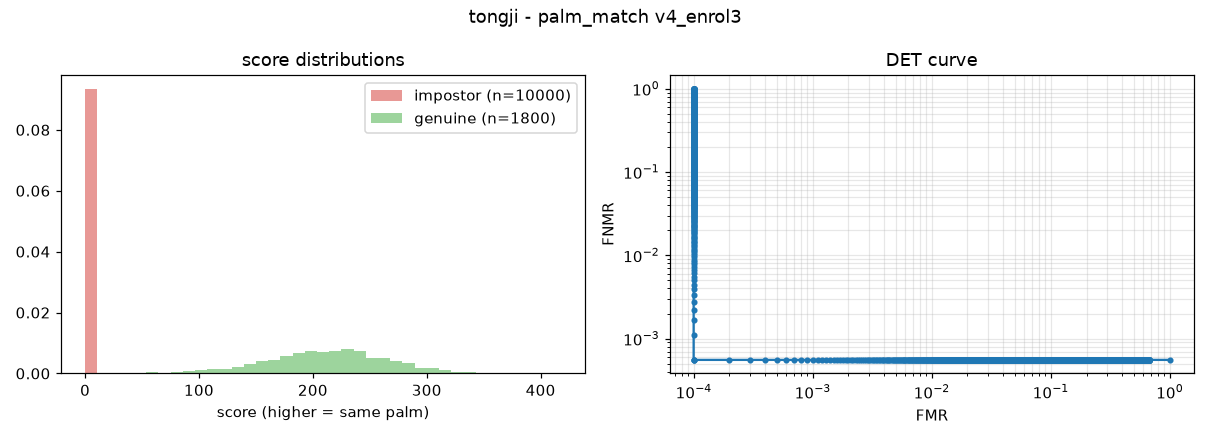 tongji - palm_match v4_enrol3
score distributions
impostor (n=10000)
genuine (n=1800)
0.08
0.06
0.04
0.02
0.00
0 100 200 300 400
score (higher = same palm)
DET curve
10⁰
10⁻¹
10⁻²
10⁻³
FNMR
10⁻⁴ 10⁻³ 10⁻² 10⁻¹ 10⁰
FMR